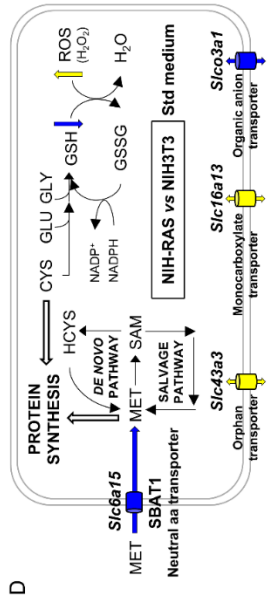 D
PROTEIN
SYNTHESIS
CYS
GLU
GLY
GSH
ROS
(H₂O₂)
H₂O
GSSG
NADP⁺
NADPH
HCYS
DE NOVO
PATHWAY
MET
SAM
SALVAGE
PATHWAY
Slc6a15
MET
SBAT1
Neutral aa transporter
NIH-RAS vs NIH3T3
Std medium
Slc43a3
Orphan
transporter
Slc16a13
Monocarboxylate
transporter
Slco3a1
Organic anion
transporter